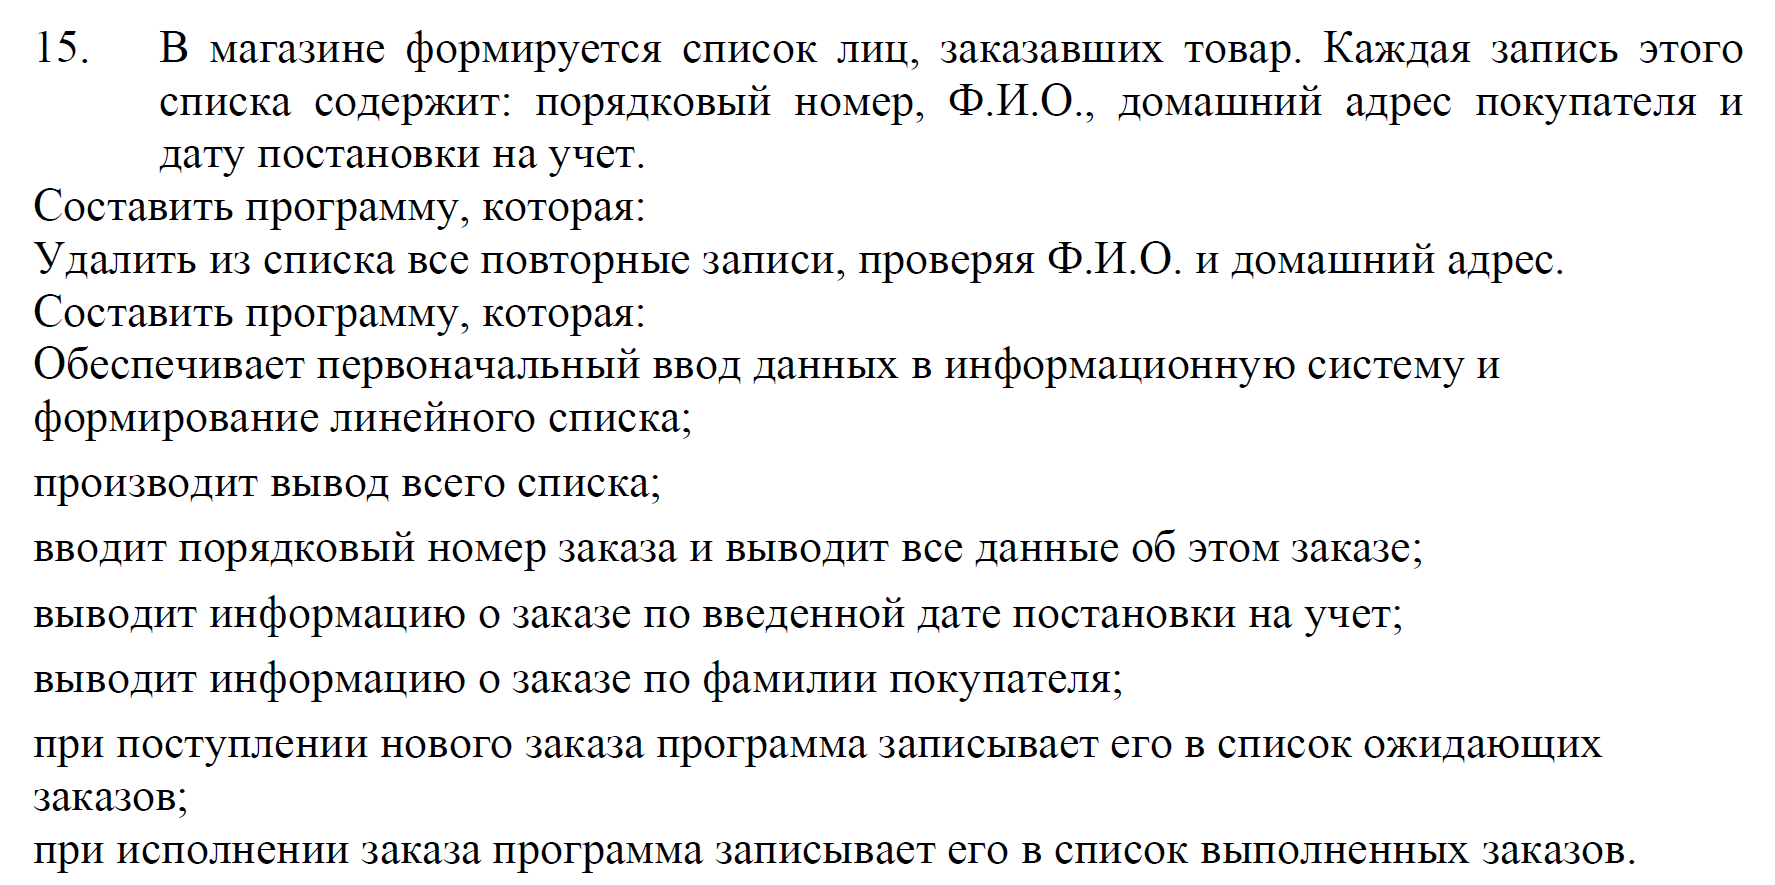 15. В магазине формируется список лиц, заказавших товар. Каждая запись этого
списка содержит: порядковый номер, Ф.И.О., домашний адрес покупателя и
дату постановки на учет.
Составить программу, которая:
Удалить из списка все повторные записи, проверяя Ф.И.О. и домашний адрес.
Составить программу, которая:
Обеспечивает первоначальный ввод данных в информационную систему и
формирование линейного списка;
производит вывод всего списка;
вводит порядковый номер заказа и выводит все данные об этом заказе;
выводит информацию о заказе по введенной дате постановки на учет;
выводит информацию о заказе по фамилии покупателя;
при поступлении нового заказа программа записывает его в список ожидающих
заказов;
при исполнении заказа программа записывает его в список выполненных заказов.